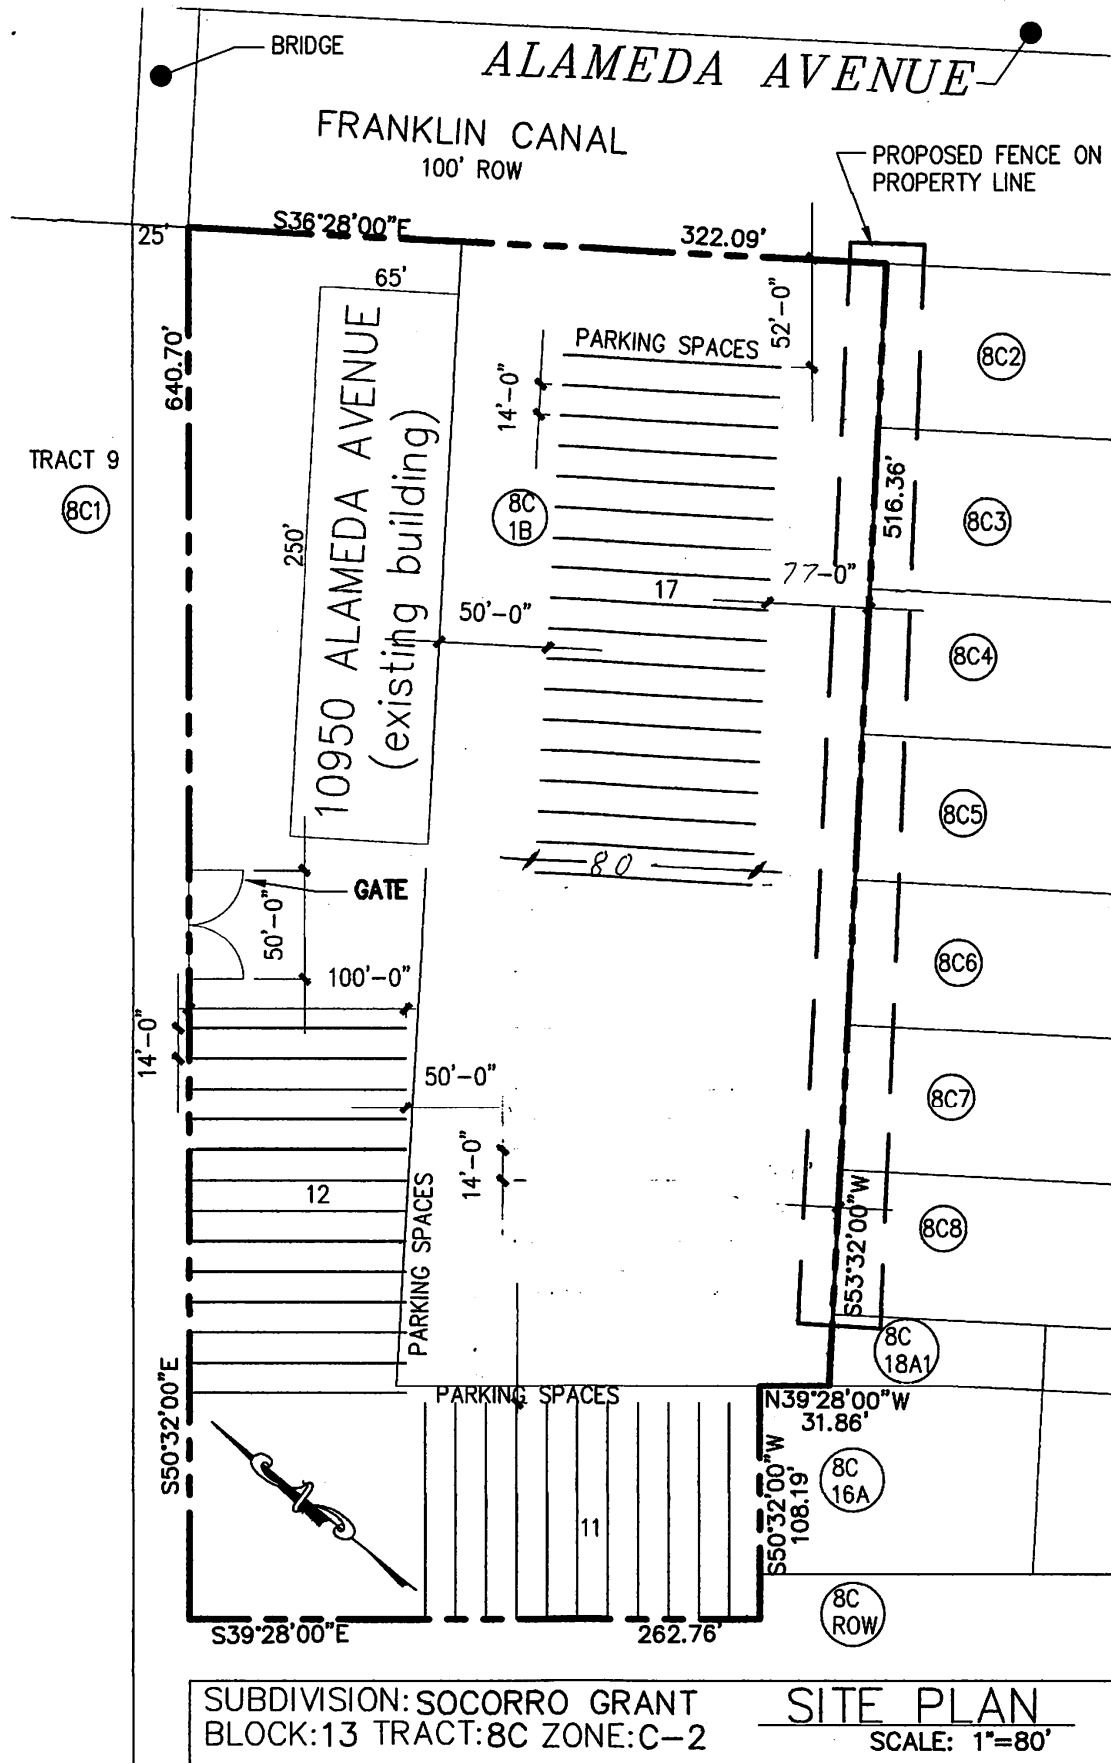 BRIDGE
ALAMEDA AVENUE
FRANKLIN CANAL
100' ROW
PROPOSED FENCE ON
PROPERTY LINE
25'
S36°28'00"E
322.09'
65'
52'-0"
640.70'
PARKING SPACES
14'-0"
8C2
TRACT 9
8C1
10950 ALAMEDA AVENUE
(existing building)
250'
8C
1B
516.36'
8C3
17
77-0"
50'-0"
8C4
8C5
80
GATE
50'-0"
100'-0"
8C6
14'-0"
50'-0"
8C7
14'-0"
12
PARKING SPACES
S53°32'00"W
8C8
8C
18A1
S50°32'00"E
PARKING SPACES
N39°28'00"W
31.86'
S50°32'00"W
108.19'
8C
16A
11
8C
ROW
S39°28'00"E
262.76'
SUBDIVISION: SOCORRO GRANT
BLOCK:13 TRACT:8C ZONE:C-2
SITE PLAN
SCALE: 1"=80'